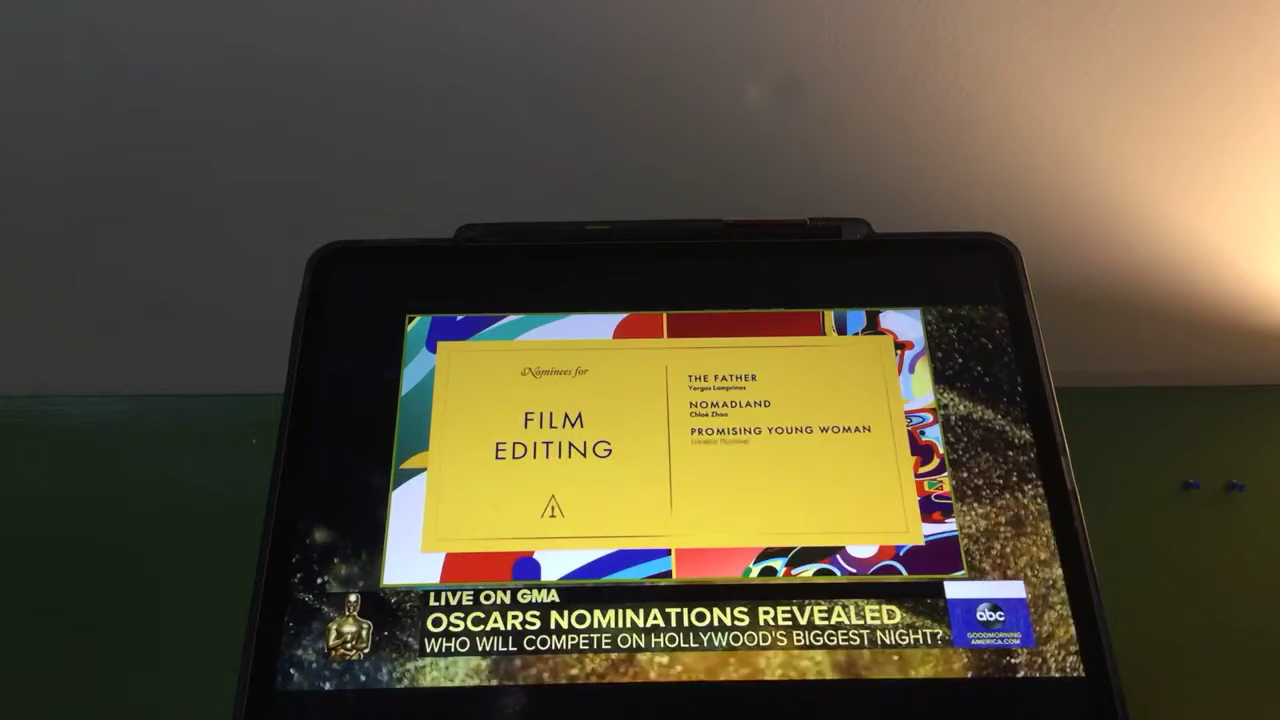 Nominees for
FILM
EDITING
THE FATHER
Yorgos Lamprinos
NOMADLAND
Chloé Zhao
PROMISING YOUNG WOMAN
LIVE ON GMA
OSCARS NOMINATIONS REVEALED
WHO WILL COMPETE ON HOLLYWOOD'S BIGGEST NIGHT?
abc
GOODMORNING
AMERICA.COM